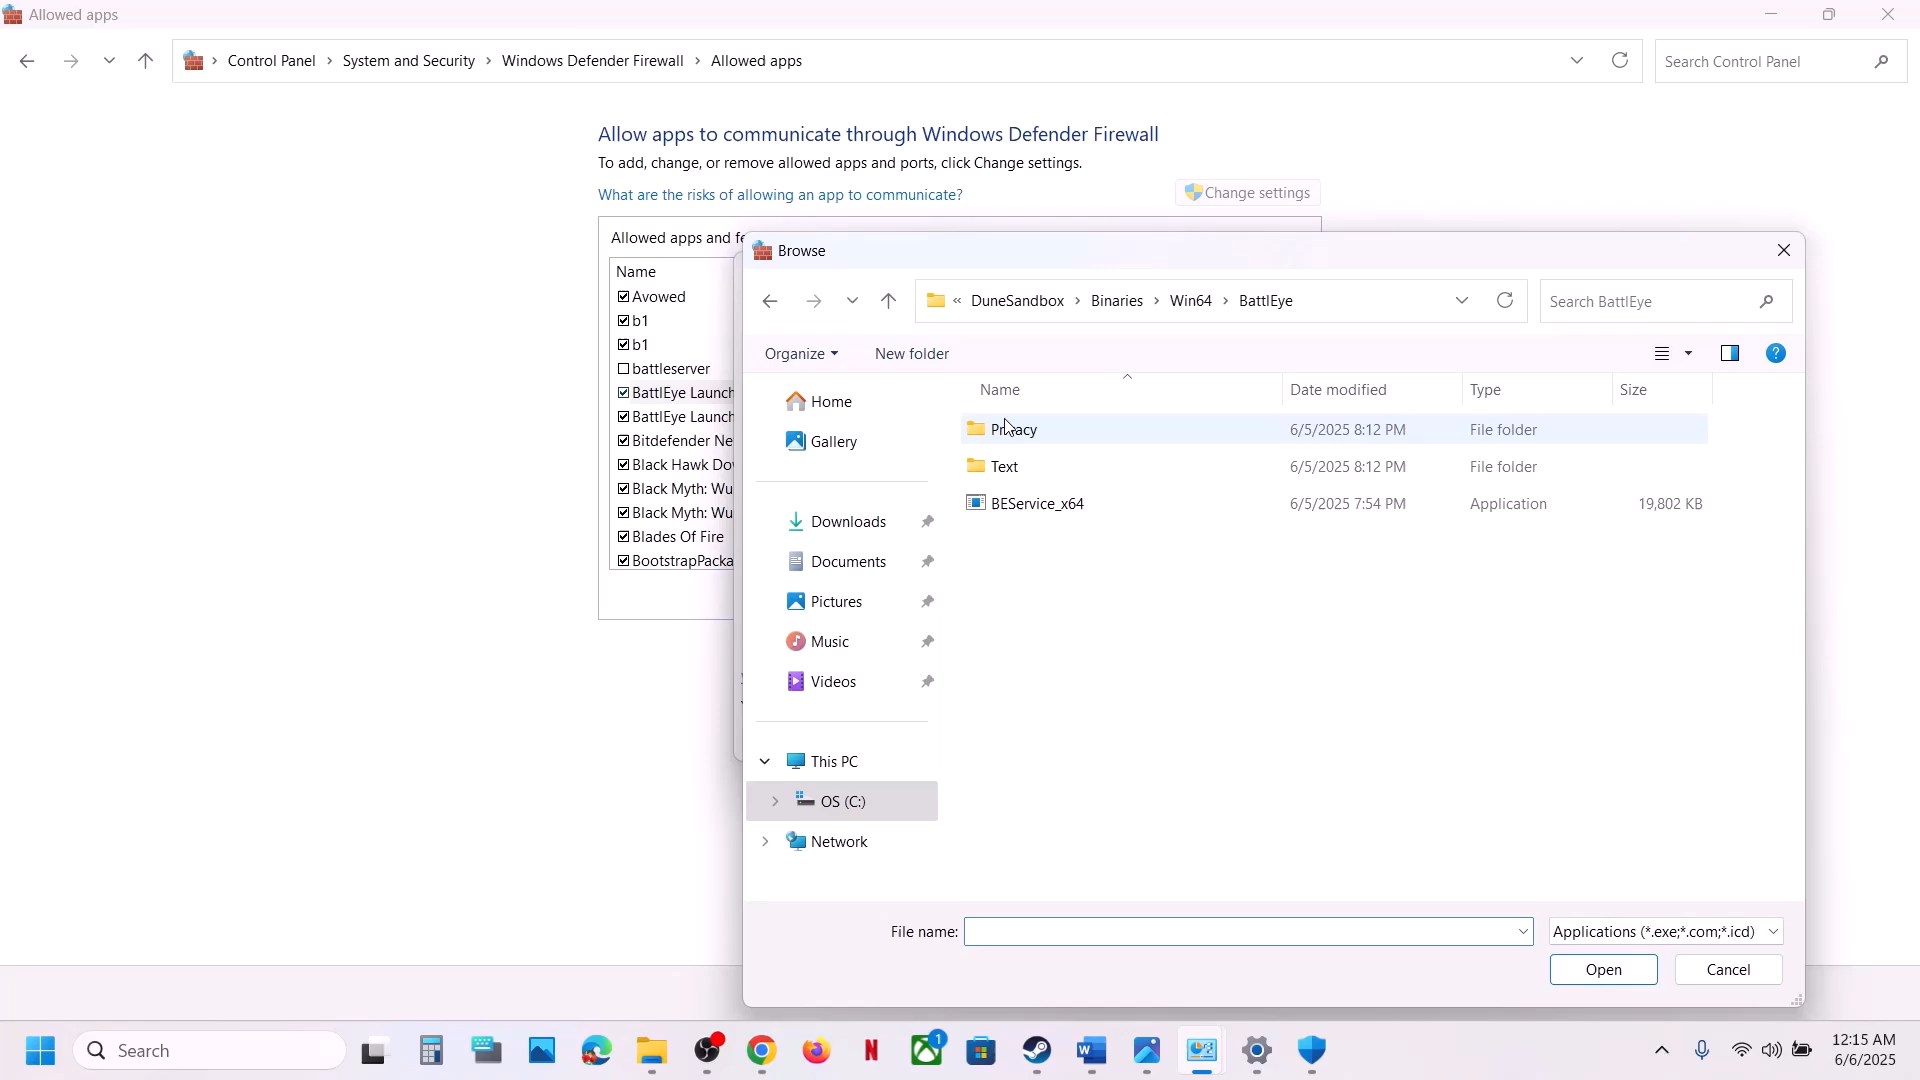 Allowed apps
Control Panel > System and Security > Windows Defender Firewall > Allowed apps
Search Control Panel
Allow apps to communicate through Windows Defender Firewall
To add, change, or remove allowed apps and ports, click Change settings.
What are the risks of allowing an app to communicate?
Change settings
Allowed apps and fe
Name
Avowed
b1
b1
battleserver
BattlEye Launch
BattlEye Launch
Bitdefender Ne
Black Hawk Do
Black Myth: Wu
Black Myth: Wu
Blades Of Fire
BootstrapPacka
Browse
« DuneSandbox > Binaries > Win64 > BattlEye
Search BattlEye
Organize
New folder
Home
Gallery
Downloads
Documents
Pictures
Music
Videos
This PC
OS (C:)
Network
Name Date modified Type Size
Privacy 6/5/2025 8:12 PM File folder
Text 6/5/2025 8:12 PM File folder
BEService_x64 6/5/2025 7:54 PM Application 19,802 KB
File name:
Applications (*.exe;*.com;*.icd)
Open
Cancel
Search
1
12:15 AM
6/6/2025